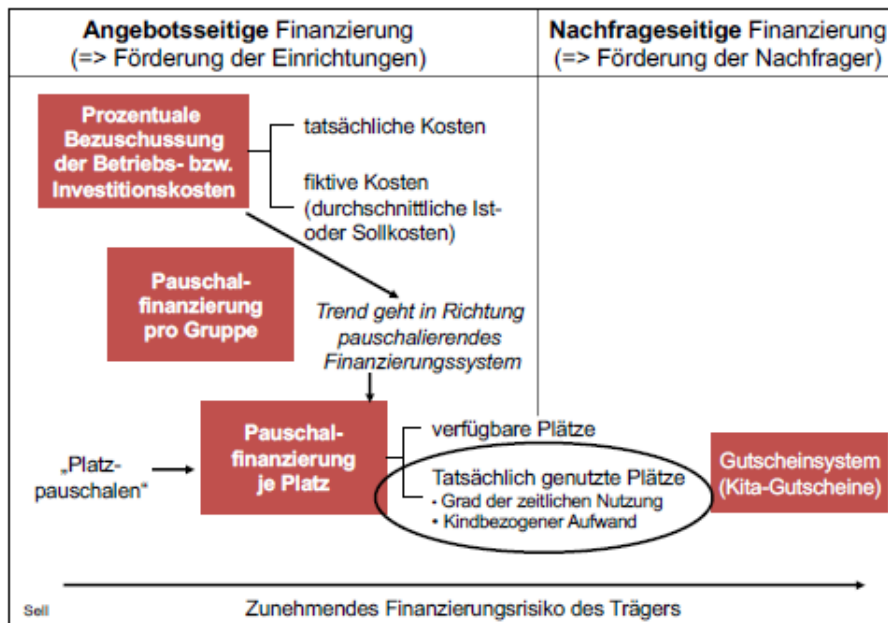 Angebotsseitige Finanzierung
(=> Förderung der Einrichtungen)
Nachfrageseitige Finanzierung
(=> Förderung der Nachfrager)
Prozentuale
Bezuschussung
der Betriebs- bzw.
Investitionskosten
tatsächliche Kosten
fiktive Kosten
(durchschnittliche Ist-
oder Sollkosten)
Pauschal-
finanzierung
pro Gruppe
Trend geht in Richtung
pauschalierendes
Finanzierungssystem
„Platz-
pauschalen“
Pauschal-
finanzierung
je Platz
verfügbare Plätze
Tatsächlich genutzte Plätze
• Grad der zeitlichen Nutzung
• Kindbezogener Aufwand
Gutscheinsystem
(Kita-Gutscheine)
Sell
Zunehmendes Finanzierungsrisiko des Trägers